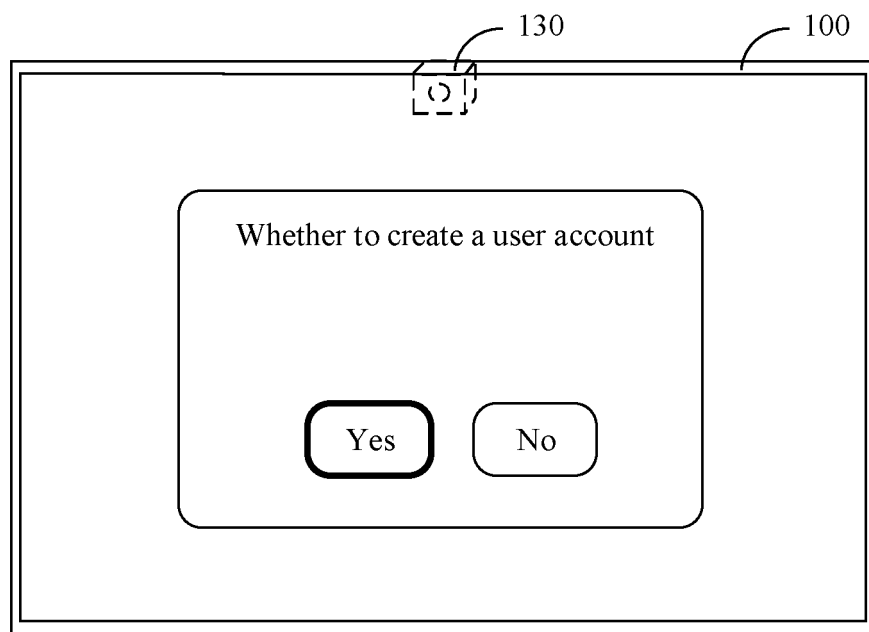 130
100
Whether to create a user account
Yes
No